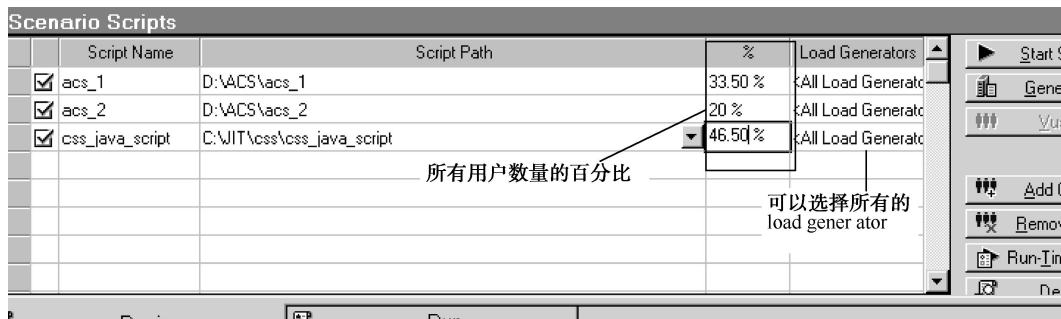 Scenario Scripts
Script Name Script Path % Load Generators
acs_1 D:\ACS\acs_1 33.50 % <All Load Generato
acs_2 D:\ACS\acs_2 20 % <All Load Generato
css_java_script C:\JIT\css\css_java_script 46.50 % <All Load Generato
所有用户数量的百分比
可以选择所有的
load gener ator
Start S
Gene
Vus
Add G
Remov
Run-Tim
De